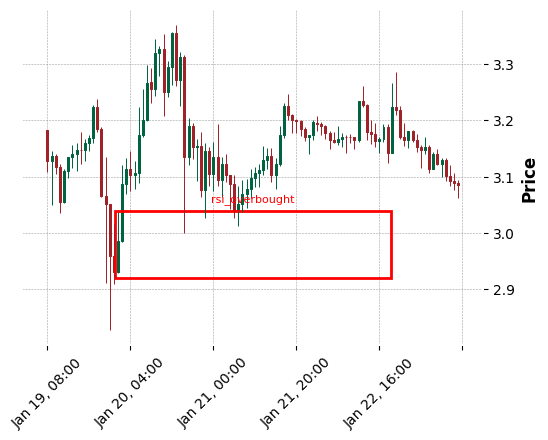 3.3
3.2
3.1
3.0
2.9
Price
rsi_overbought
Jan 19, 08:00
Jan 20, 04:00
Jan 21, 00:00
Jan 21, 20:00
Jan 22, 16:00